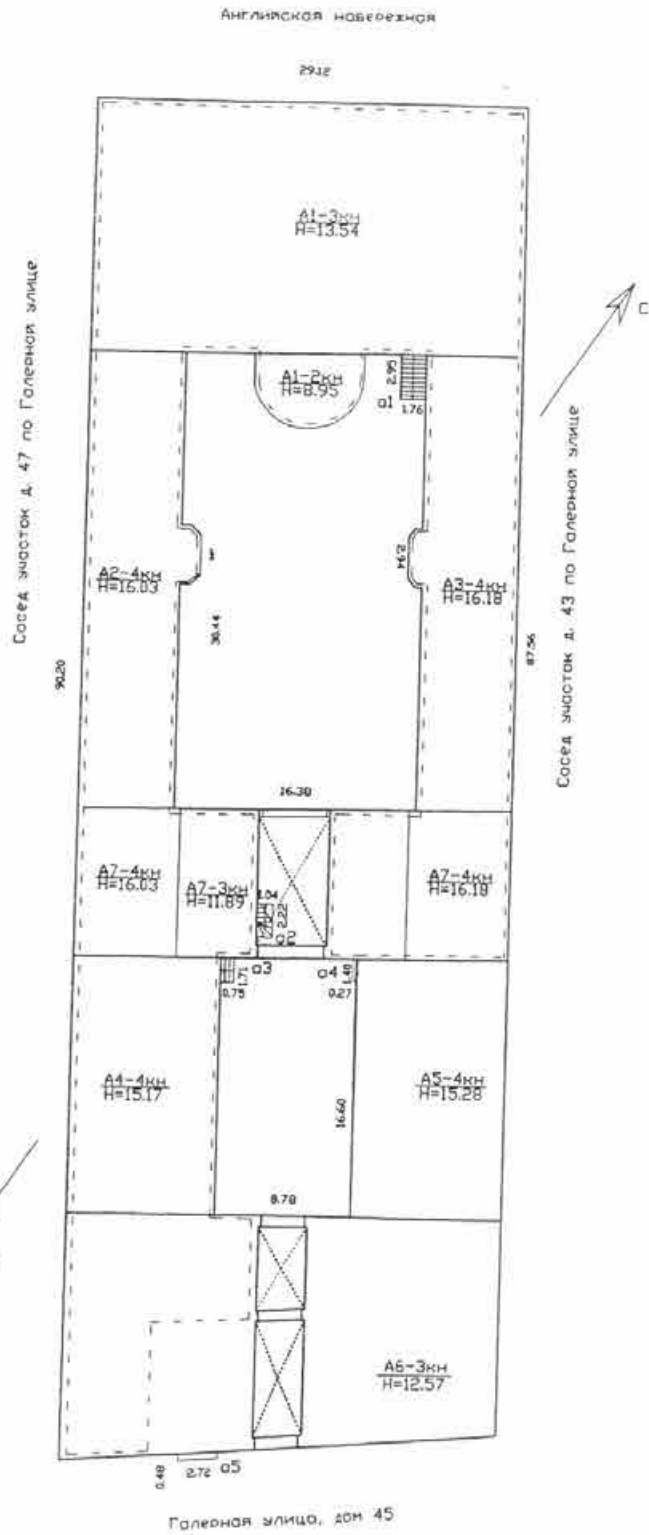 Английская набережная
29.12
А1-3кн
H=13.54
Сосед участок д. 47 по Галерной улице
С
А1-2кн
H=8.95
2.95
а1
1.76
Сосед участок д. 43 по Галерной улице
2.94
А2-4кн
H=16.03
А3-4кн
H=16.18
30.44
90.20
87.56
16.38
А7-4кн
H=16.03
А7-3кн
H=11.89
1.04
2.22
а2
А7-4кн
H=16.18
1.71
а3
а4
1.40
0.75
0.27
А4-4кн
H=15.17
А5-4кн
H=15.28
16.60
8.78
А6-3кн
H=12.57
0.48
2.72
а5
Галерная улица, дом 45